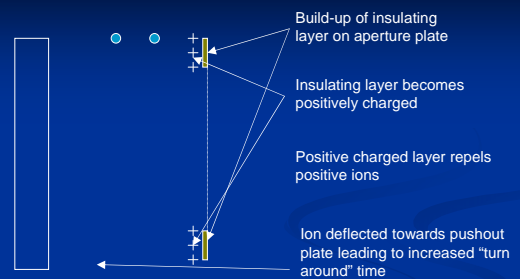 Build-up of insulating
layer on aperture plate
Insulating layer becomes
positively charged
Positive charged layer repels
positive ions
Ion deflected towards pushout
plate leading to increased “turn
around” time